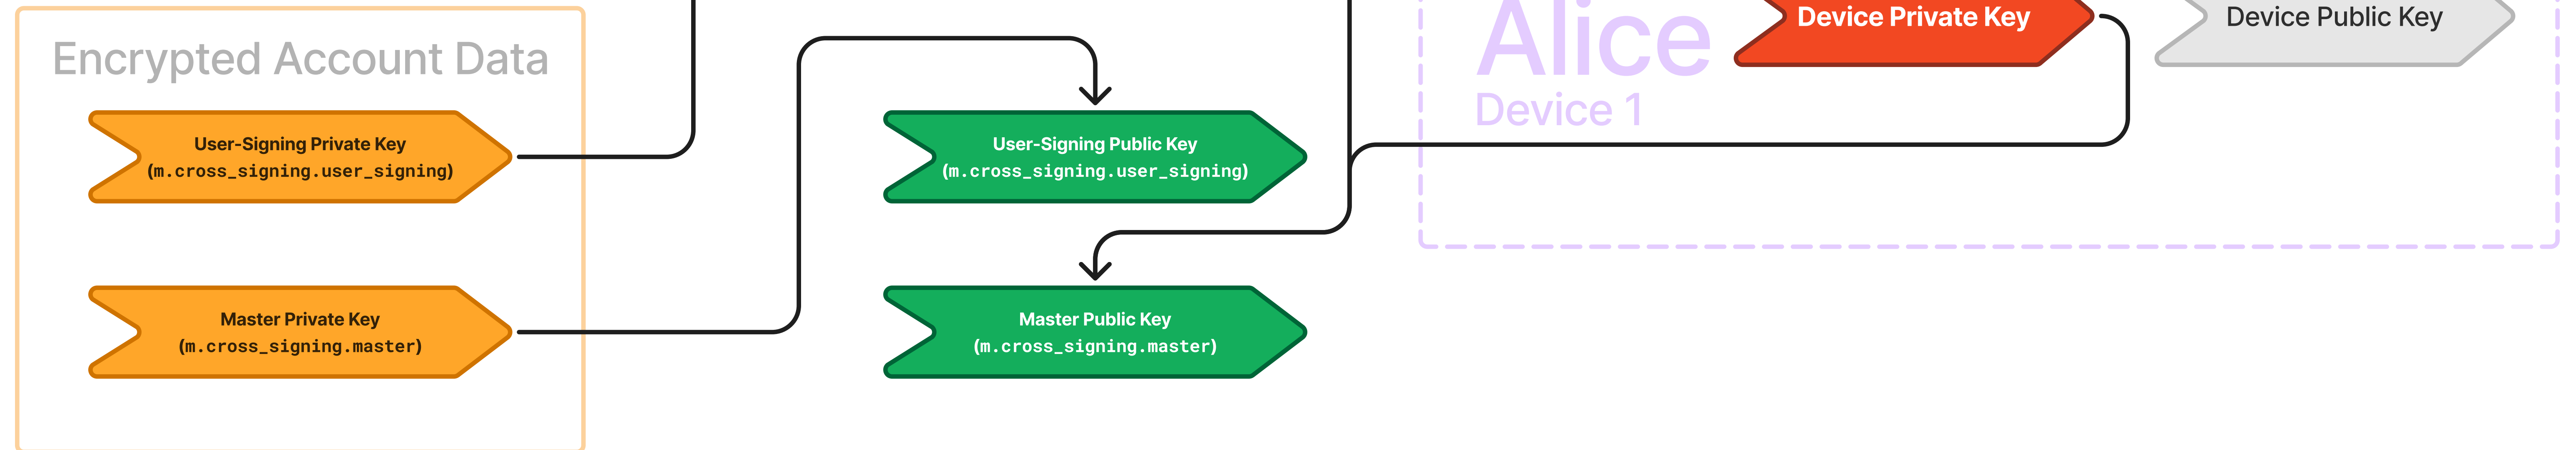 Encrypted Account Data
User-Signing Private Key
(m.cross_signing.user_signing)
Master Private Key
(m.cross_signing.master)
User-Signing Public Key
(m.cross_signing.user_signing)
Master Public Key
(m.cross_signing.master)
Alice
Device 1
Device Private Key
Device Public Key